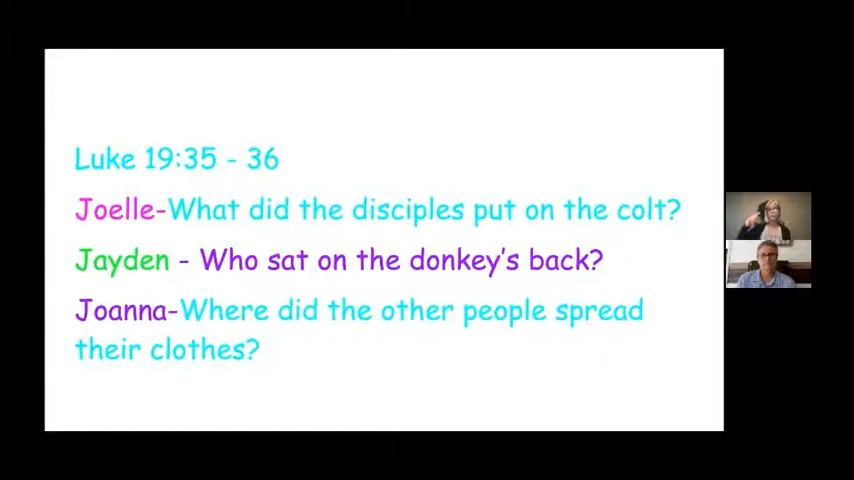 Luke 19:35 - 36
Joelle-What did the disciples put on the colt?
Jayden - Who sat on the donkey's back?
Joanna-Where did the other people spread
their clothes?